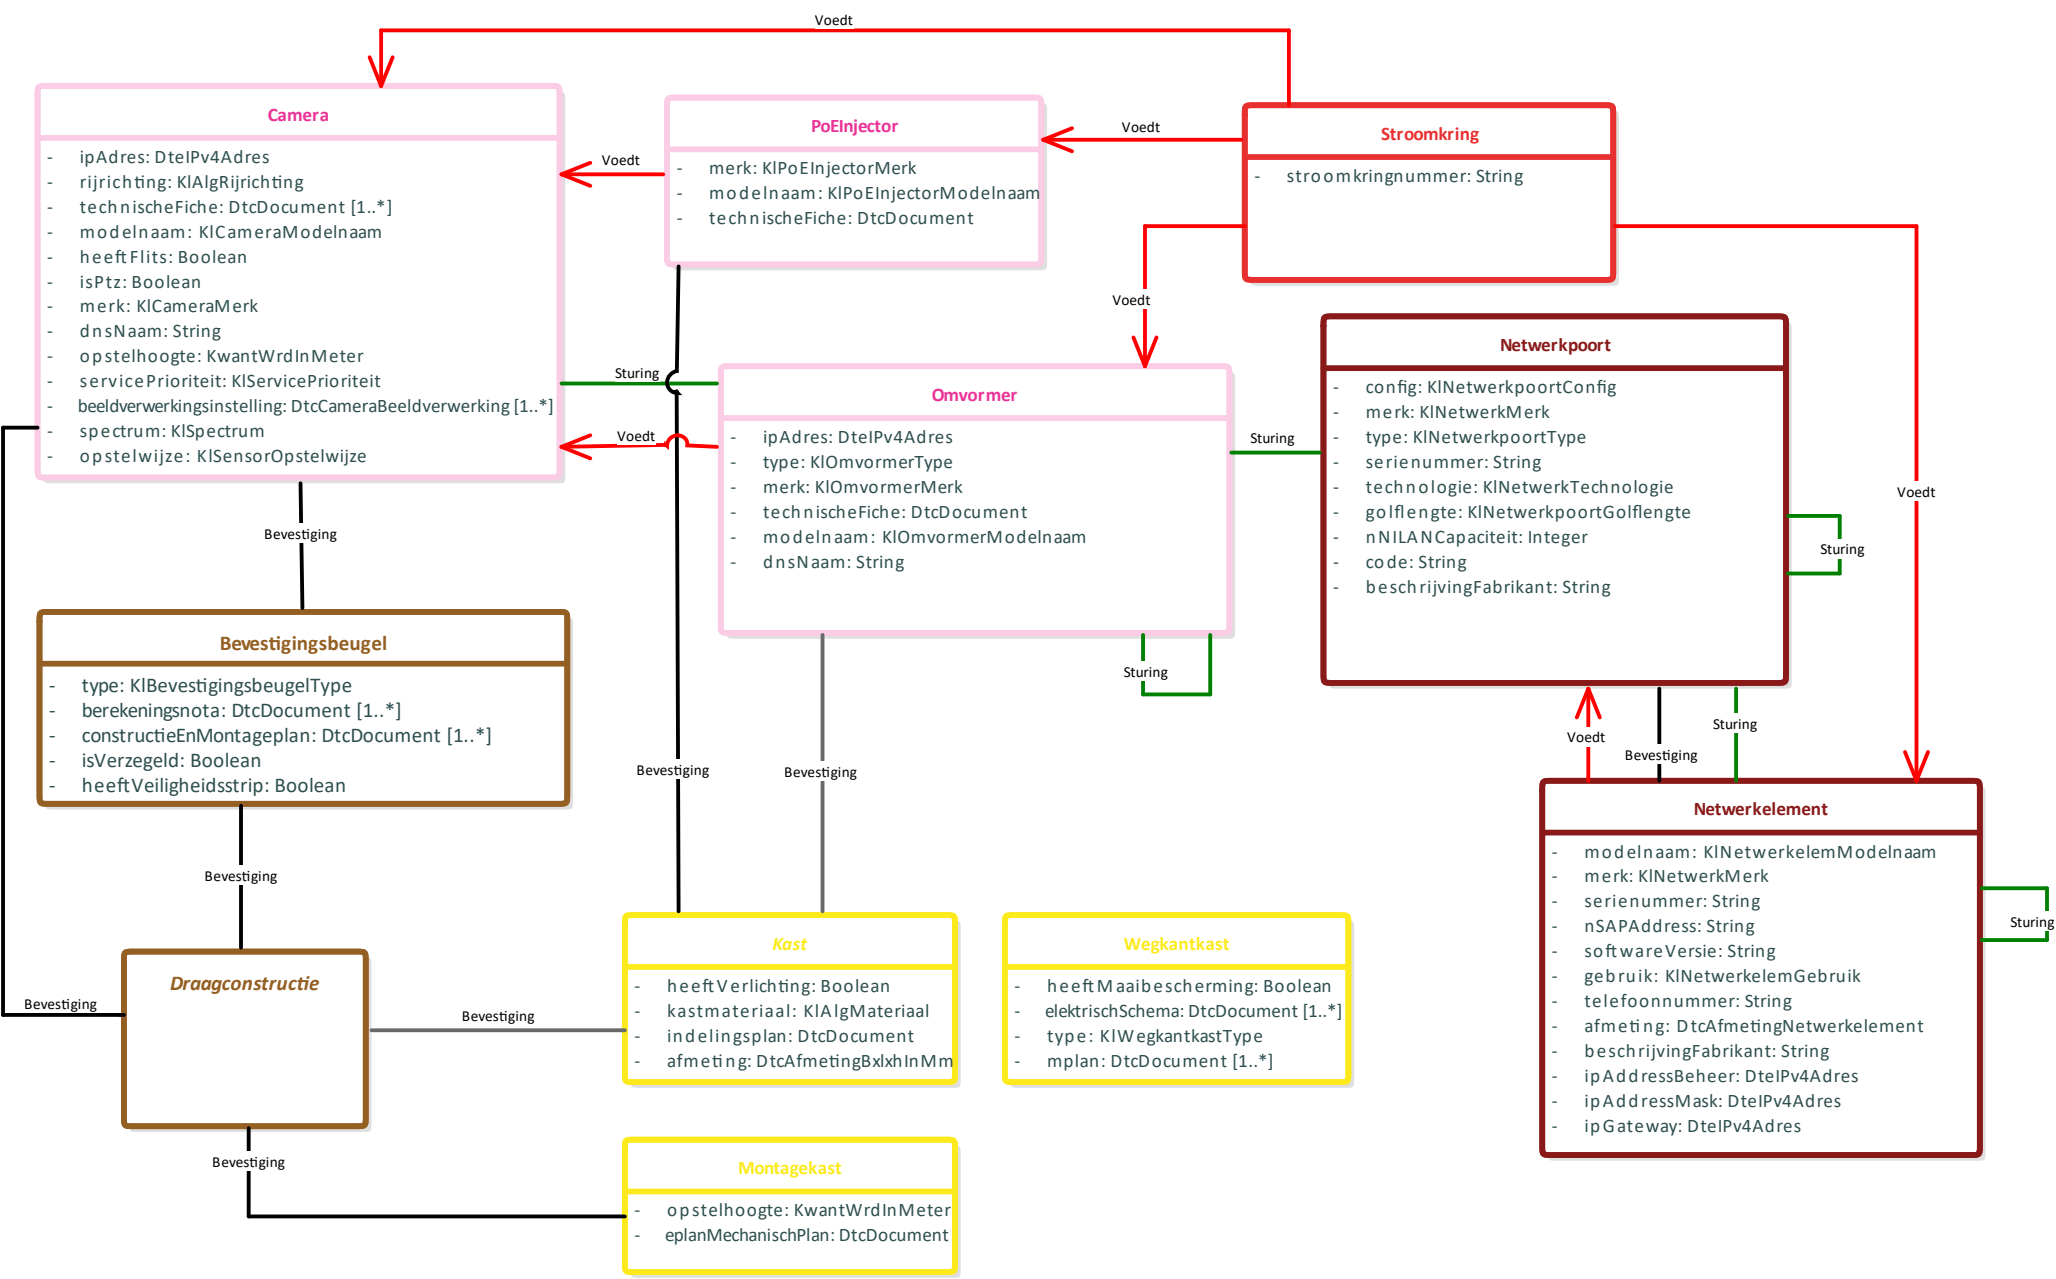 Voedt
Camera
- ipAdres: DteIPv4Adres
- rijrichting: KlAlgRijrichting
- technischeFiche: DtcDocument [1..*]
- modelnaam: KlCameraModelnaam
- heeftFlits: Boolean
- isPtz: Boolean
- merk: KlCameraMerk
- dnsNaam: String
- opstelhoogte: KwantWrdInMeter
- servicePrioriteit: KlServicePrioriteit
- beeldverwerkingsinstelling: DtcCameraBeeldverwerking [1..*]
- spectrum: KlSpectrum
- opstelwijze: KlSensorOpstelwijze
Voedt
PoEInjector
- merk: KlPoEInjectorMerk
- modelnaam: KlPoEInjectorModelnaam
- technischeFiche: DtcDocument
Voedt
Stroomkring
- stroomkringnummer: String
Voedt
Voedt
Sturing
Voedt
Omvormer
- ipAdres: DteIPv4Adres
- type: KlOmvormerType
- merk: KlOmvormerMerk
- technischeFiche: DtcDocument
- modelnaam: KlOmvormerModelnaam
- dnsNaam: String
Sturing
Sturing
Netwerkpoort
- config: KlNetwerkpoortConfig
- merk: KlNetwerkMerk
- type: KlNetwerkpoortType
- serienummer: String
- technologie: KlNetwerkTechnologie
- golflengte: KlNetwerkpoortGolflengte
- nNILANCapaciteit: Integer
- code: String
- beschrijvingFabrikant: String
Sturing
Bevestiging
Bevestigingsbeugel
- type: KlBevestigingsbeugelType
- berekeningsnota: DtcDocument [1..*]
- constructieEnMontageplan: DtcDocument [1..*]
- isVerzegeld: Boolean
- heeftVeiligheidsstrip: Boolean
Bevestiging
Bevestiging
Voedt
Bevestiging
Sturing
Netwerkelement
- modelnaam: KlNetwerkelemModelnaam
- merk: KlNetwerkMerk
- serienummer: String
- nSAPAddress: String
- softwareVersie: String
- gebruik: KlNetwerkelemGebruik
- telefoonnummer: String
- afmeting: DtcAfmetingNetwerkelement
- beschrijvingFabrikant: String
- ipAddressBeheer: DteIPv4Adres
- ipAddressMask: DteIPv4Adres
- ipGateway: DteIPv4Adres
Sturing
Bevestiging
Bevestiging
Draagconstructie
Bevestiging
Kast
- heeftVerlichting: Boolean
- kastmateriaal: KlAlgMateriaal
- indelingsplan: DtcDocument
- afmeting: DtcAfmetingBxlxhInMm
Wegkantkast
- heeftMaaibescherming: Boolean
- elektrischSchema: DtcDocument [1..*]
- type: KlWegkantkastType
- mplan: DtcDocument [1..*]
Bevestiging
Montagekast
- opstelhoogte: KwantWrdInMeter
- eplanMechanischPlan: DtcDocument